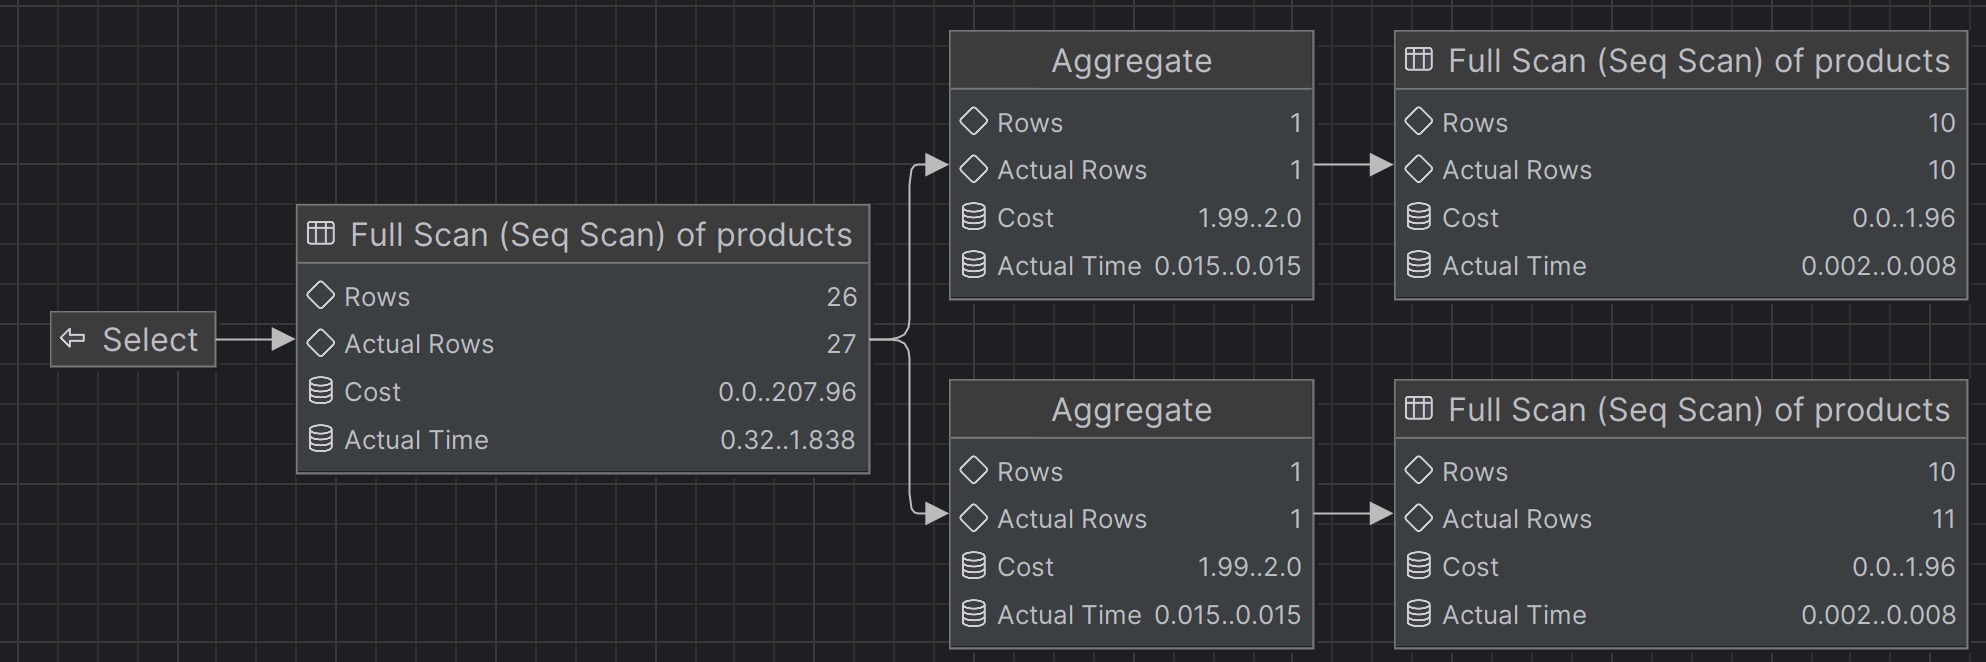 Select
Full Scan (Seq Scan) of products
Rows 26
Actual Rows 27
Cost 0.0..207.96
Actual Time 0.32..1.838
Aggregate
Rows 1
Actual Rows 1
Cost 1.99..2.0
Actual Time 0.015..0.015
Full Scan (Seq Scan) of products
Rows 10
Actual Rows 10
Cost 0.0..1.96
Actual Time 0.002..0.008
Aggregate
Rows 1
Actual Rows 1
Cost 1.99..2.0
Actual Time 0.015..0.015
Full Scan (Seq Scan) of products
Rows 10
Actual Rows 11
Cost 0.0..1.96
Actual Time 0.002..0.008